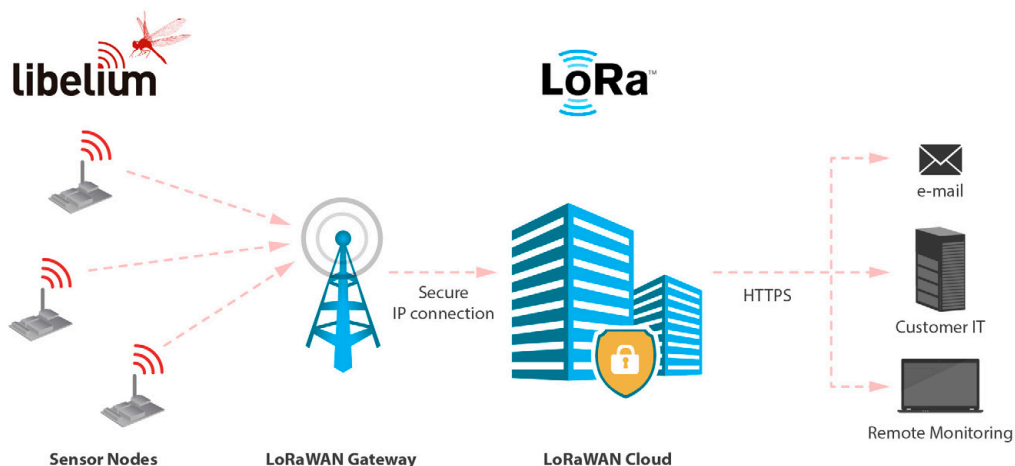 libelium
LoRa™
e-mail
Secure
IP connection
HTTPS
Customer IT
Remote Monitoring
Sensor Nodes
LoRaWAN Gateway
LoRaWAN Cloud